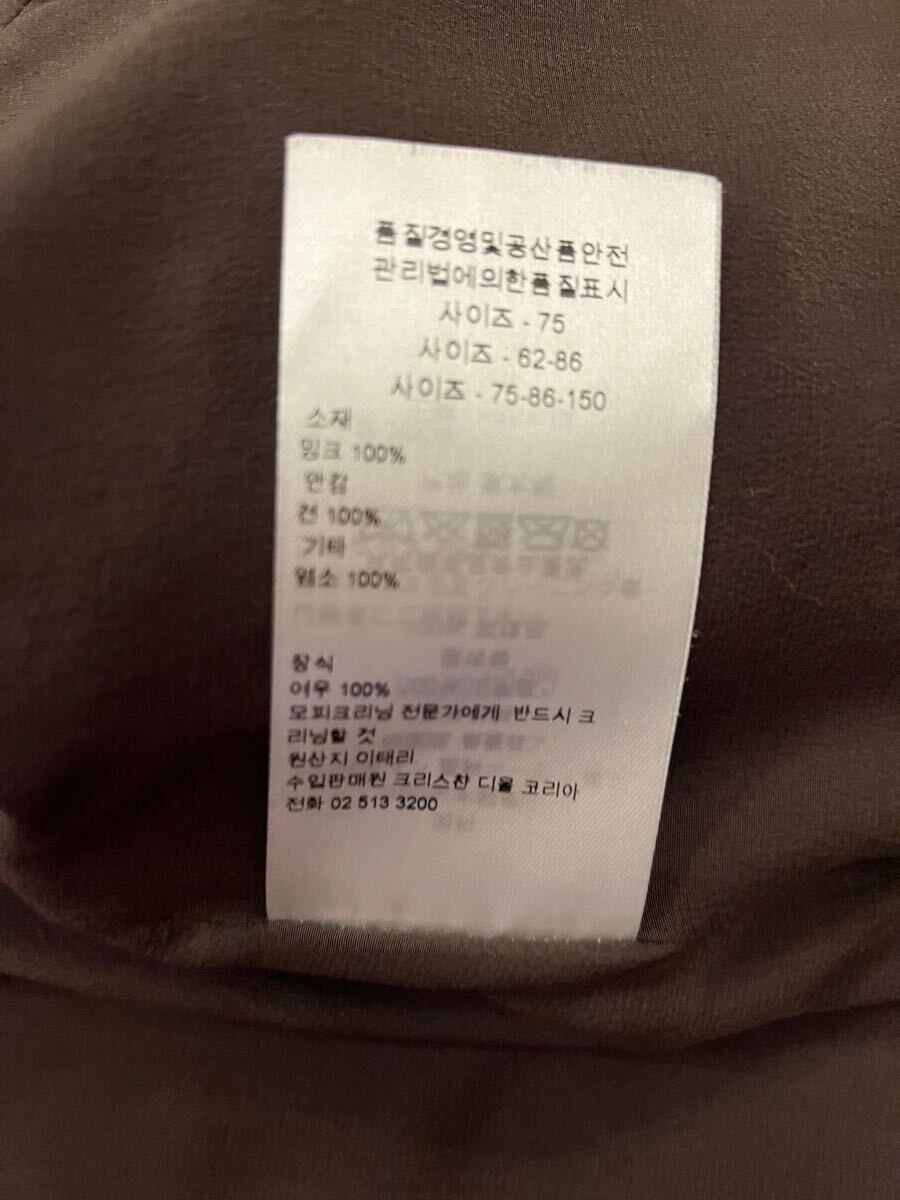 품질경영및공산품안전
관리법에의한품질표시
사이즈 - 75
사이즈 - 62-86
사이즈 - 75-86-150
소재
밍크 100%
안감
견 100%
기타
염소 100%
장식
여우 100%
모피크리닝 전문가에게 반드시 크
리닝할 것
원산지 이태리
수입판매원 크리스챤 디올 코리아
전화 02 513 3200